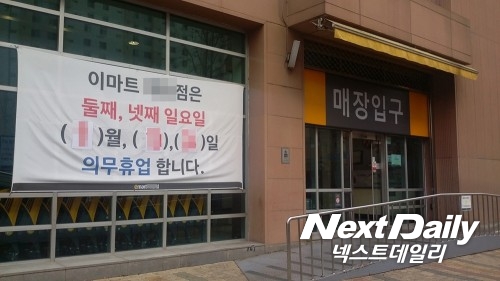 이마트 점은
둘째, 넷째 일요일
( )월, ( ),( )일
의무휴업 합니다.
매장입구
NextDaily
넥스트데일리